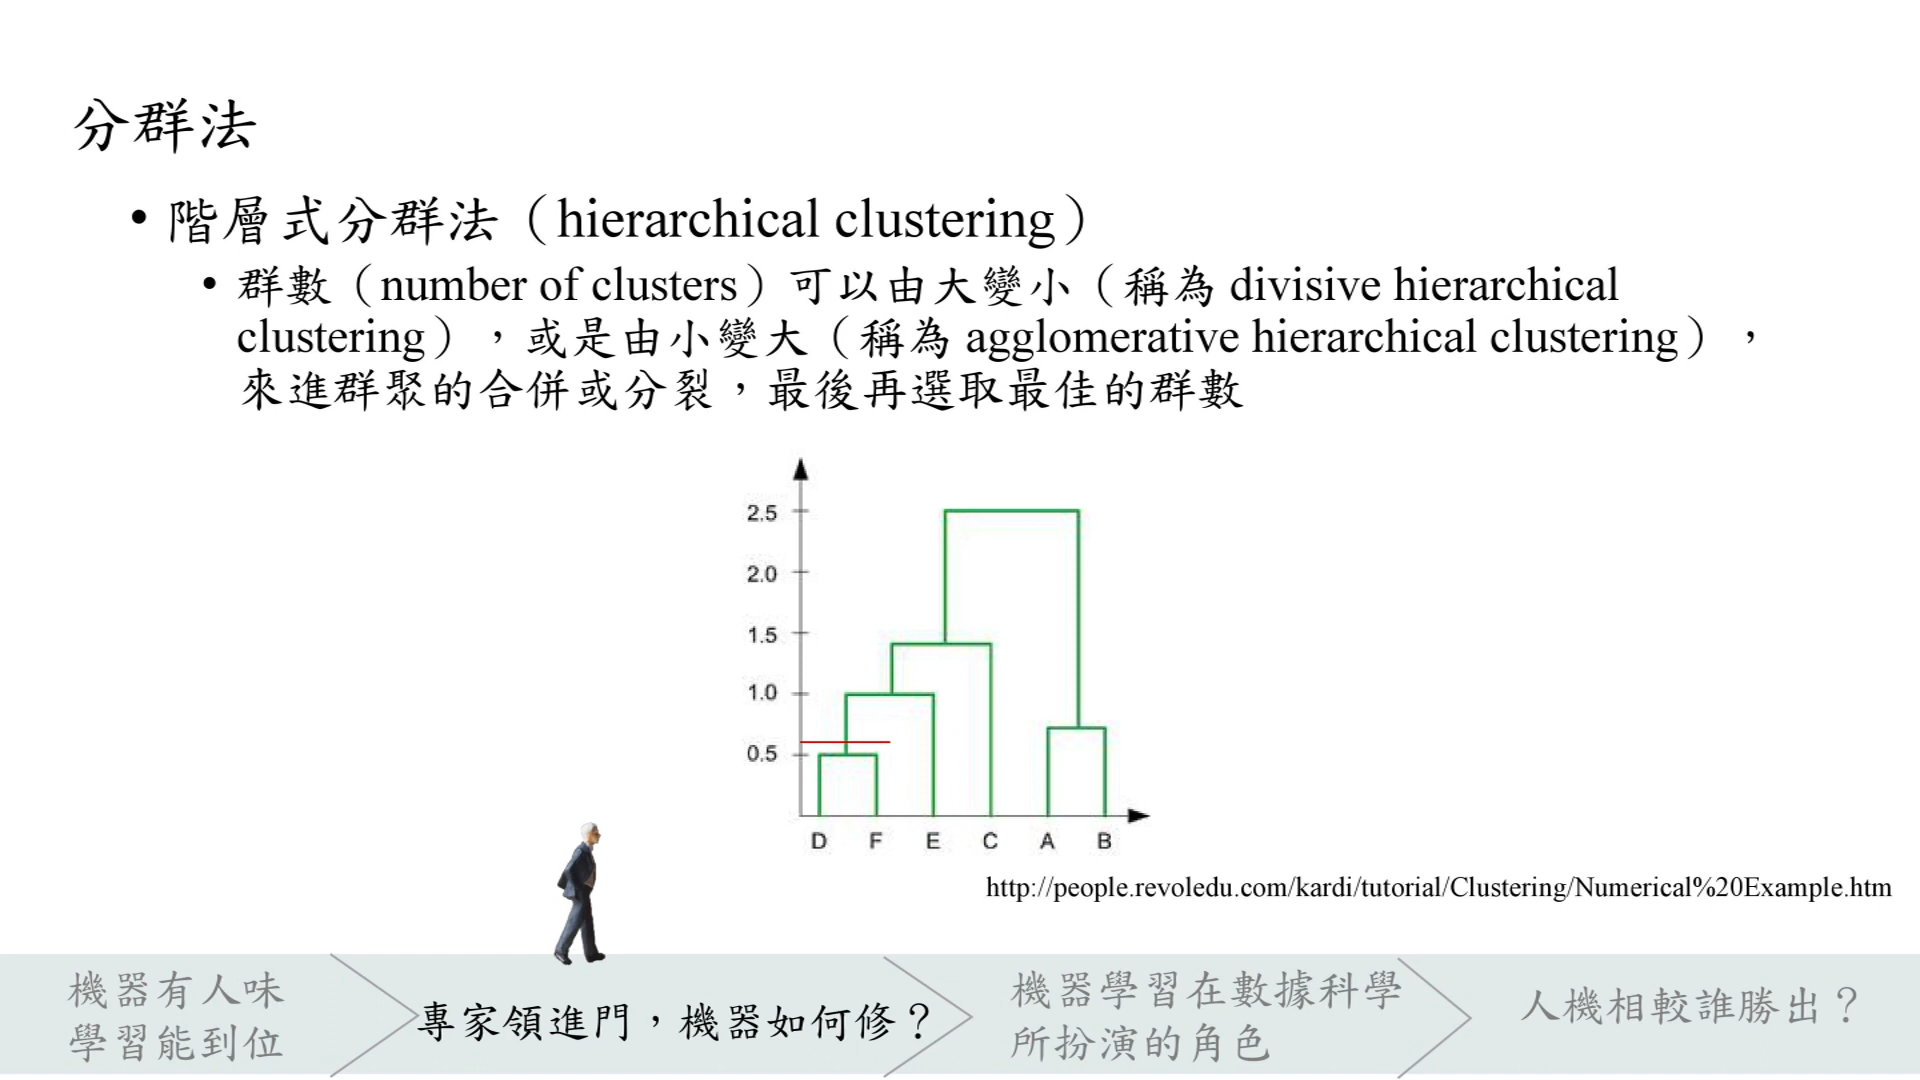 分群法
• 階層式分群法（hierarchical clustering）
• 群數（number of clusters）可以由大變小（稱為 divisive hierarchical
clustering），或是由小變大（稱為 agglomerative hierarchical clustering），
來進群聚的合併或分裂，最後再選取最佳的群數
2.5
2.0
1.5
1.0
0.5
D F E C A B
http://people.revoledu.com/kardi/tutorial/Clustering/Numerical%20Example.htm
機器有人味
學習能到位
專家領進門，機器如何修？
機器學習在數據科學
所扮演的角色
人機相較誰勝出？